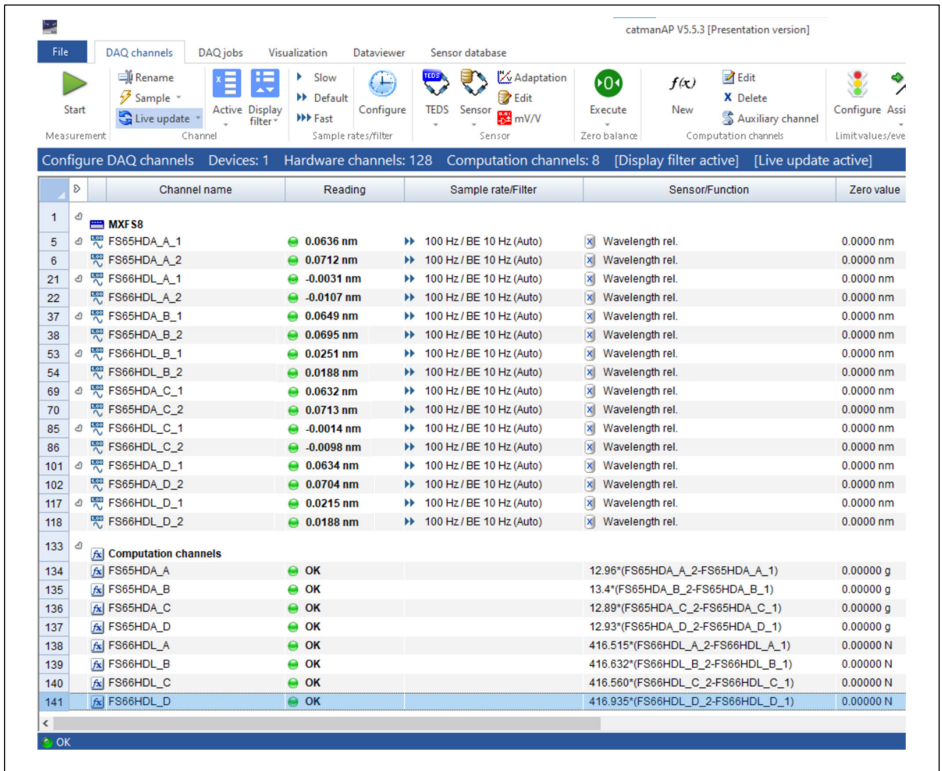 catmanAP V5.5.3 [Presentation version]
File DAQ channels DAQ jobs Visualization Dataviewer Sensor database
Start
Rename
Sample
Live update
Active Display filter
Slow
Default
Fast
Configure
TEDS Sensor
Adaptation
Edit
mV/V
Execute
f(x)
New
Edit
Delete
Auxiliary channel
Configure Assi
Measurement Channel Sample rates/filter Sensor Zero balance Computation channels Limit values/eve
Configure DAQ channels Devices: 1 Hardware channels: 128 Computation channels: 8 [Display filter active] [Live update active]
Channel name Reading Sample rate/Filter Sensor/Function Zero value
1 MXFS8
5 FS65HDA_A_1 0.0636 nm 100 Hz / BE 10 Hz (Auto) Wavelength rel. 0.0000 nm
6 FS65HDA_A_2 0.0712 nm 100 Hz / BE 10 Hz (Auto) Wavelength rel. 0.0000 nm
21 FS66HDL_A_1 -0.0031 nm 100 Hz / BE 10 Hz (Auto) Wavelength rel. 0.0000 nm
22 FS66HDL_A_2 -0.0107 nm 100 Hz / BE 10 Hz (Auto) Wavelength rel. 0.0000 nm
37 FS65HDA_B_1 0.0649 nm 100 Hz / BE 10 Hz (Auto) Wavelength rel. 0.0000 nm
38 FS65HDA_B_2 0.0695 nm 100 Hz / BE 10 Hz (Auto) Wavelength rel. 0.0000 nm
53 FS66HDL_B_1 0.0251 nm 100 Hz / BE 10 Hz (Auto) Wavelength rel. 0.0000 nm
54 FS66HDL_B_2 0.0188 nm 100 Hz / BE 10 Hz (Auto) Wavelength rel. 0.0000 nm
69 FS65HDA_C_1 0.0632 nm 100 Hz / BE 10 Hz (Auto) Wavelength rel. 0.0000 nm
70 FS65HDA_C_2 0.0713 nm 100 Hz / BE 10 Hz (Auto) Wavelength rel. 0.0000 nm
85 FS66HDL_C_1 -0.0014 nm 100 Hz / BE 10 Hz (Auto) Wavelength rel. 0.0000 nm
86 FS66HDL_C_2 -0.0098 nm 100 Hz / BE 10 Hz (Auto) Wavelength rel. 0.0000 nm
101 FS65HDA_D_1 0.0634 nm 100 Hz / BE 10 Hz (Auto) Wavelength rel. 0.0000 nm
102 FS65HDA_D_2 0.0704 nm 100 Hz / BE 10 Hz (Auto) Wavelength rel. 0.0000 nm
117 FS66HDL_D_1 0.0215 nm 100 Hz / BE 10 Hz (Auto) Wavelength rel. 0.0000 nm
118 FS66HDL_D_2 0.0188 nm 100 Hz / BE 10 Hz (Auto) Wavelength rel. 0.0000 nm
133 Computation channels
134 FS65HDA_A OK 12.96*(FS65HDA_A_2-FS65HDA_A_1) 0.00000 g
135 FS65HDA_B OK 13.4*(FS65HDA_B_2-FS65HDA_B_1) 0.00000 g
136 FS65HDA_C OK 12.89*(FS65HDA_C_2-FS65HDA_C_1) 0.00000 g
137 FS65HDA_D OK 12.93*(FS65HDA_D_2-FS65HDA_D_1) 0.00000 g
138 FS66HDL_A OK 416.515*(FS66HDL_A_2-FS66HDL_A_1) 0.00000 N
139 FS66HDL_B OK 416.632*(FS66HDL_B_2-FS66HDL_B_1) 0.00000 N
140 FS66HDL_C OK 416.560*(FS66HDL_C_2-FS66HDL_C_1) 0.00000 N
141 FS66HDL_D OK 416.935*(FS66HDL_D_2-FS66HDL_D_1) 0.00000 N
OK